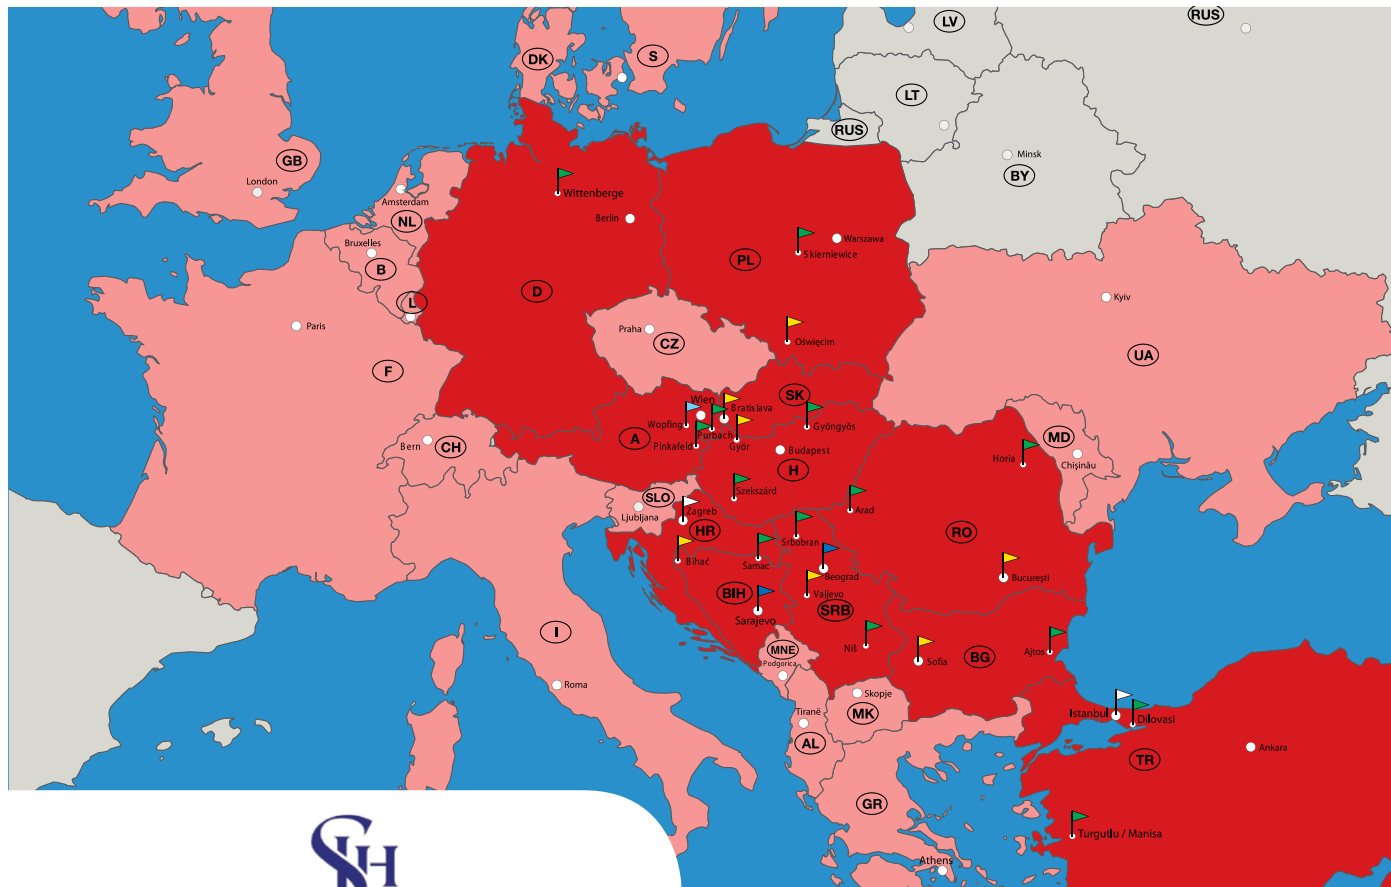 LV
RUS
DK
S
LT
RUS
Minsk
BY
GB
London
Amsterdam
NL
Wittenberge
Berlin
Bruxelles
B
PL
Warszawa
Skierniewice
D
L
Kyiv
Paris
Praha
CZ
Oświęcim
UA
F
SK
Wien
Bratislava
Wopfing
Purbach
Gyöngyös
A
Pinkafeld
Győr
Budapest
MD
Bern
CH
H
Horia
Chişinău
Szekszárd
SLO
Ljubljana
Zagreb
HR
Arad
RO
Srbobran
Bihać
Šamac
Beograd
Bucureşti
BIH
Valjevo
SRB
Sarajevo
I
MNE
Podgorica
Niš
Sofia
BG
Ajtos
Roma
Skopje
MK
Tiranë
AL
Istanbul
Dilovasi
Ankara
TR
GR
Turgutlu / Manisa
Athens
SH